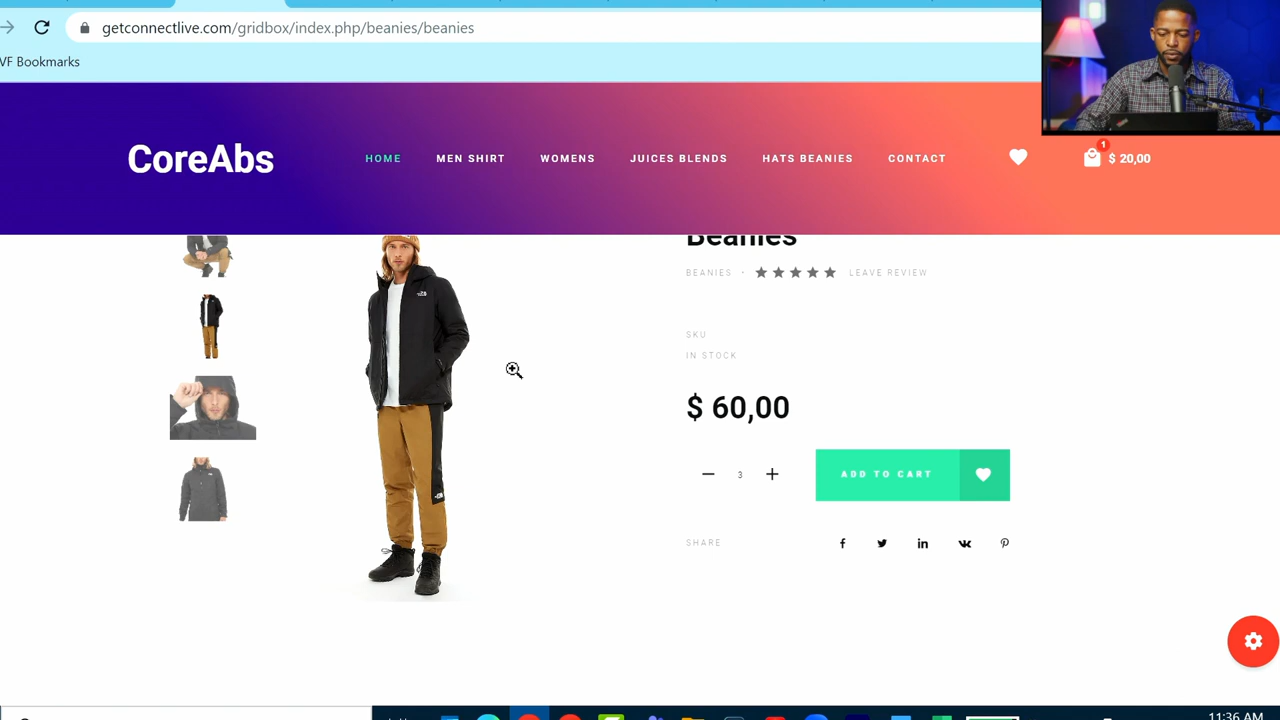 getconnectlive.com/gridbox/index.php/beanies/beanies
VF Bookmarks
CoreAbs
HOME
MEN SHIRT
WOMENS
JUICES BLENDS
HATS BEANIES
CONTACT
1
$ 20,00
Beanies
BEANIES - LEAVE REVIEW
SKU
IN STOCK
$ 60,00
3
ADD TO CART
SHARE
11:36 AM